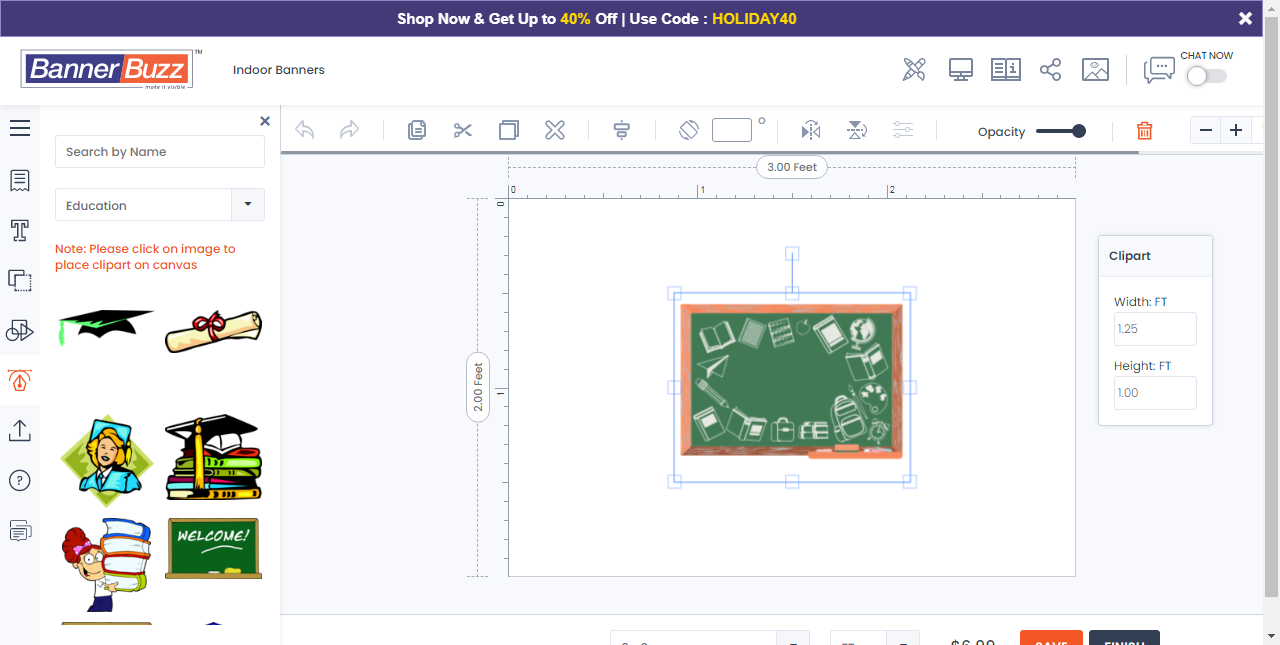 Shop Now & Get Up to 40% Off | Use Code : HOLIDAY40
BannerBuzz™
make it visible
Indoor Banners
CHAT NOW
Search by Name
Education
Note: Please click on image to
place clipart on canvas
WELCOME!
Opacity
3.00 Feet
0
1
2
0
1
2.00 Feet
Clipart
Width: FT
1.25
Height: FT
1.00
$6.99
SAVE
FINISH